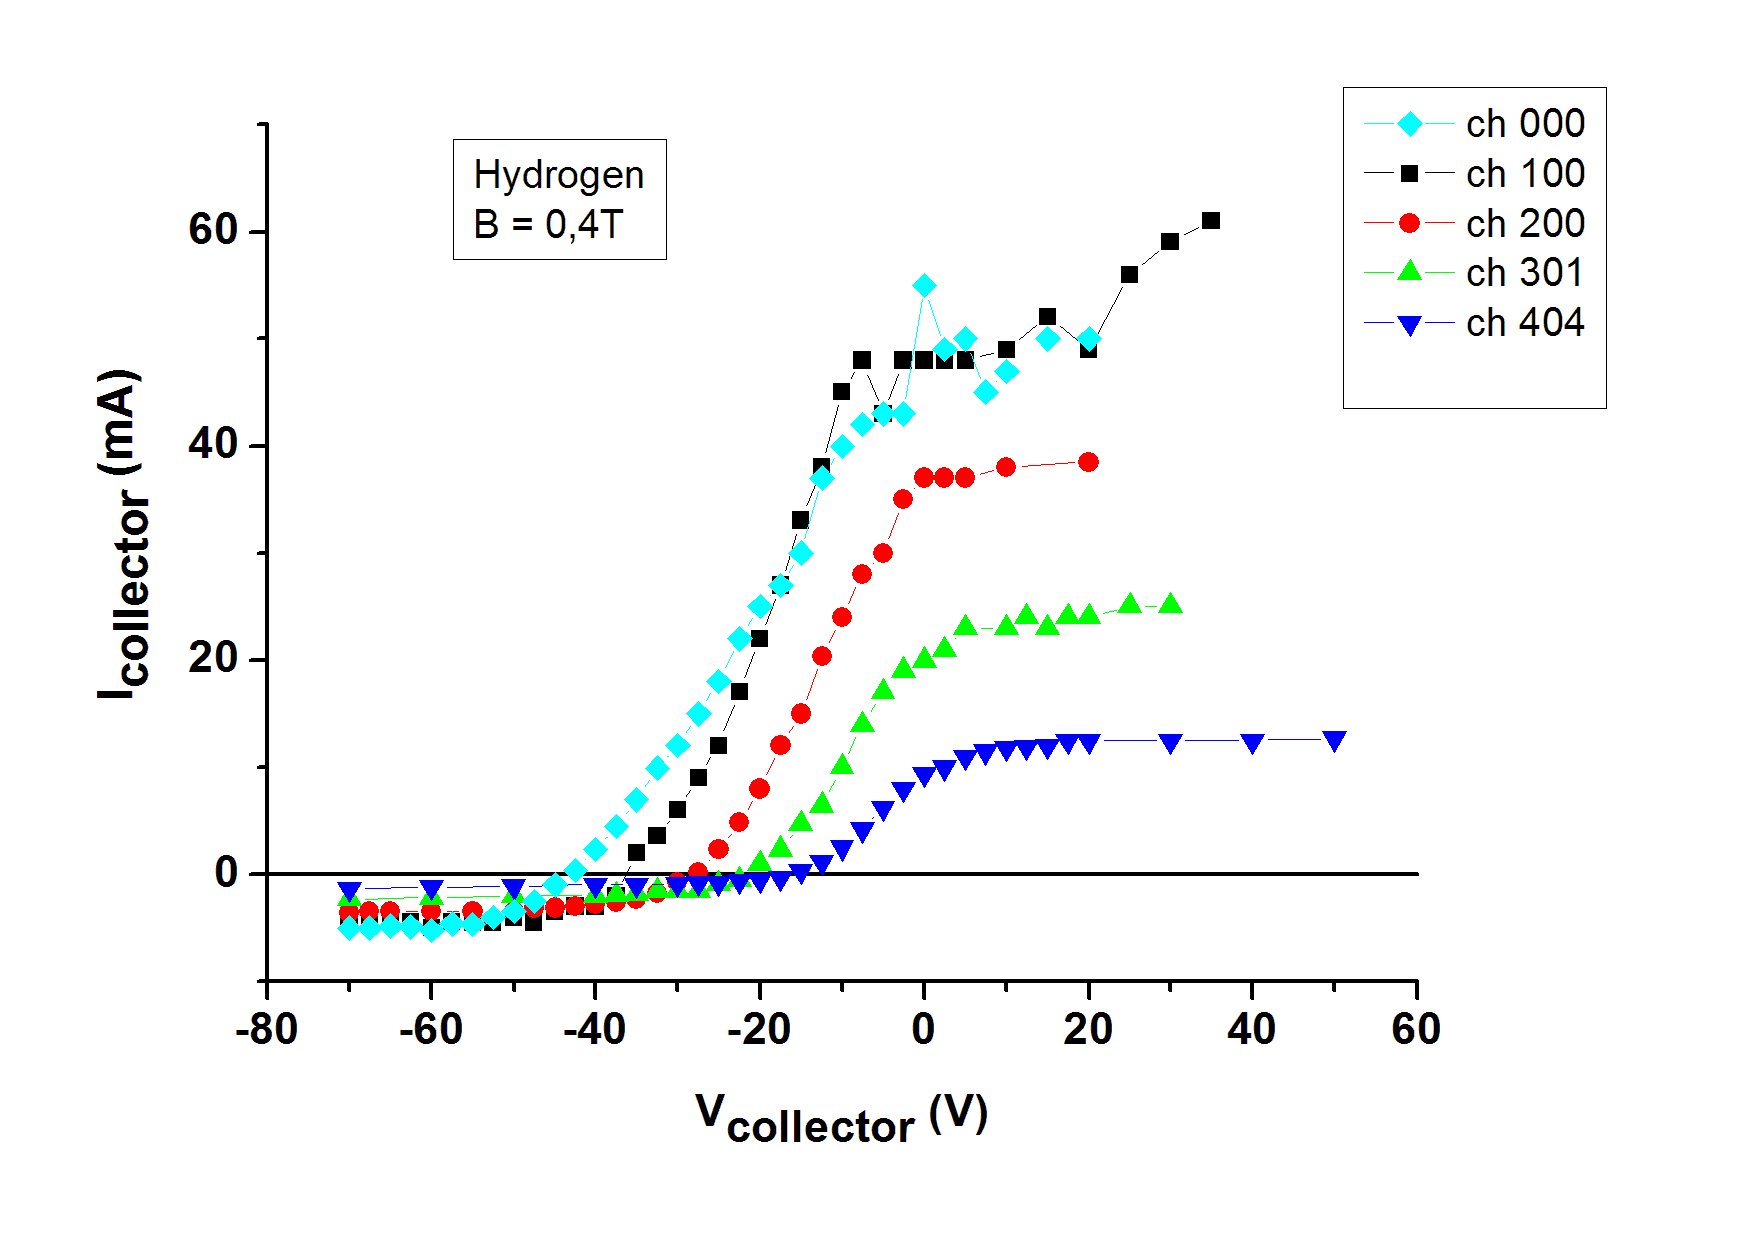 Hydrogen
B = 0,4T
ch 000
ch 100
ch 200
ch 301
ch 404
60
40
20
0
Icollector (mA)
-80 -60 -40 -20 0 20 40 60
Vcollector (V)